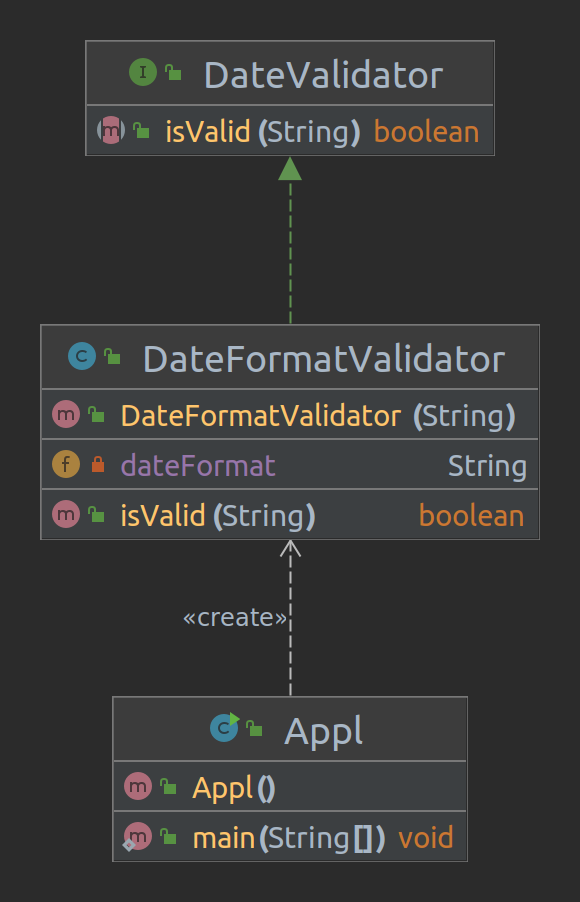 I DateValidator
m isValid(String) boolean
C DateFormatValidator
m DateFormatValidator(String)
f dateFormat String
m isValid(String) boolean
«create»
C Appl
m Appl()
m main(String[]) void